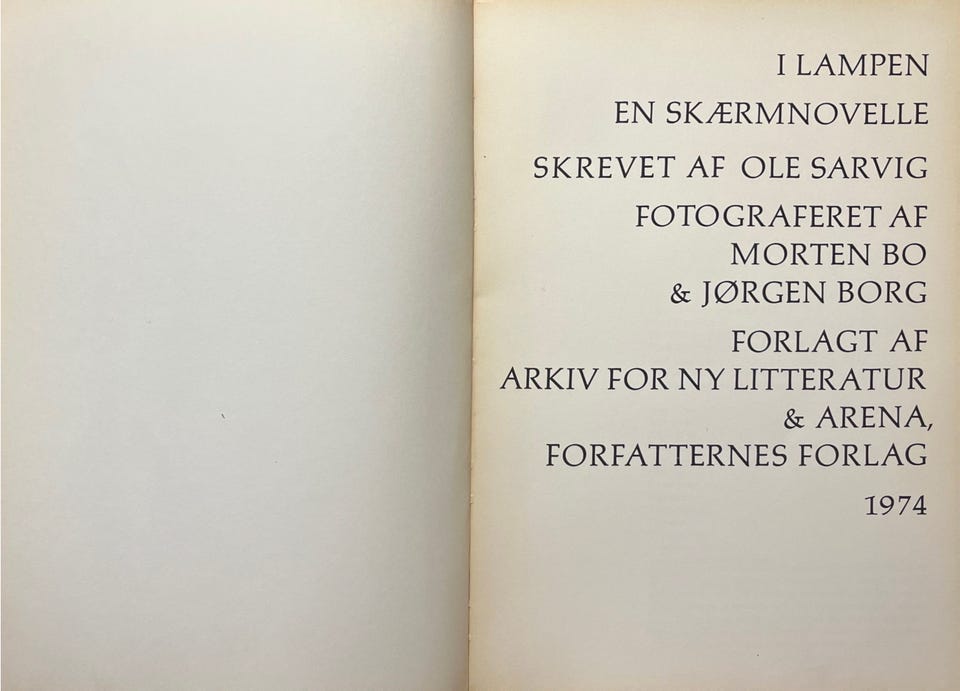 I LAMPEN
EN SKÆRMNOVELLE
SKREVET AF OLE SARVIG
FOTOGRAFERET AF
MORTEN BO
& JØRGEN BORG
FORLAGT AF
ARKIV FOR NY LITTERATUR
& ARENA,
FORFATTERNES FORLAG
1974